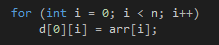 for (int i = 0; i < n; i++)
    d[0][i] = arr[i];